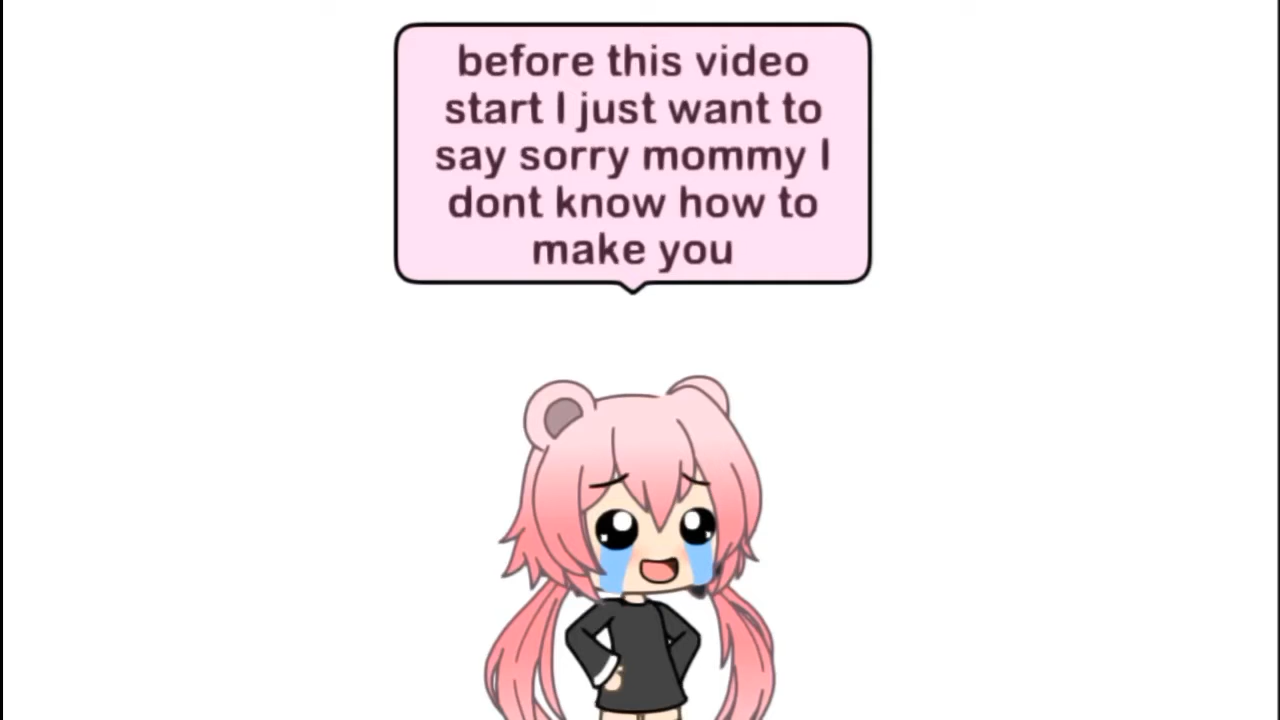 before this video
start I just want to
say sorry mommy I
dont know how to
make you